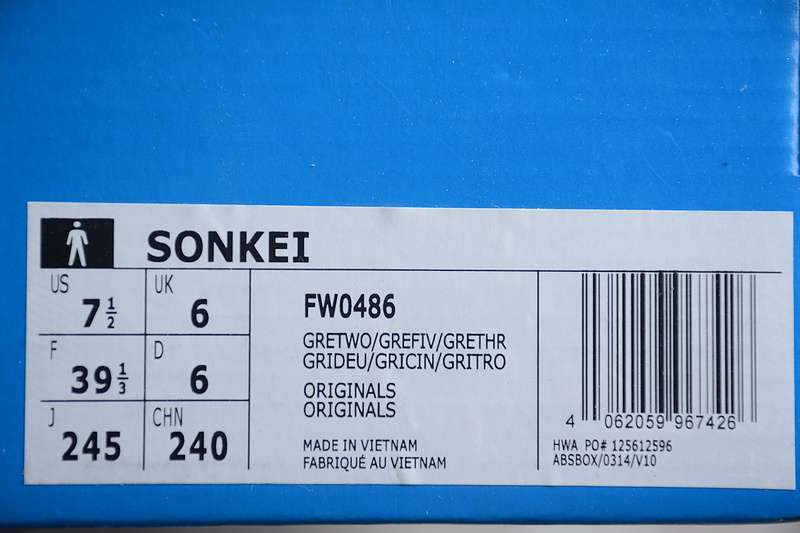 SONKEI
US 7 1/2 UK 6
F 39 1/3 D 6
J 245 CHN 240
FW0486
GRETWO/GREFIV/GRETHR
GRIDEU/GRICIN/GRITRO
ORIGINALS
ORIGINALS
MADE IN VIETNAM
FABRIQUÉ AU VIETNAM
4 062059 967426
HWA PO# 125612596
ABSBOX/0314/V10